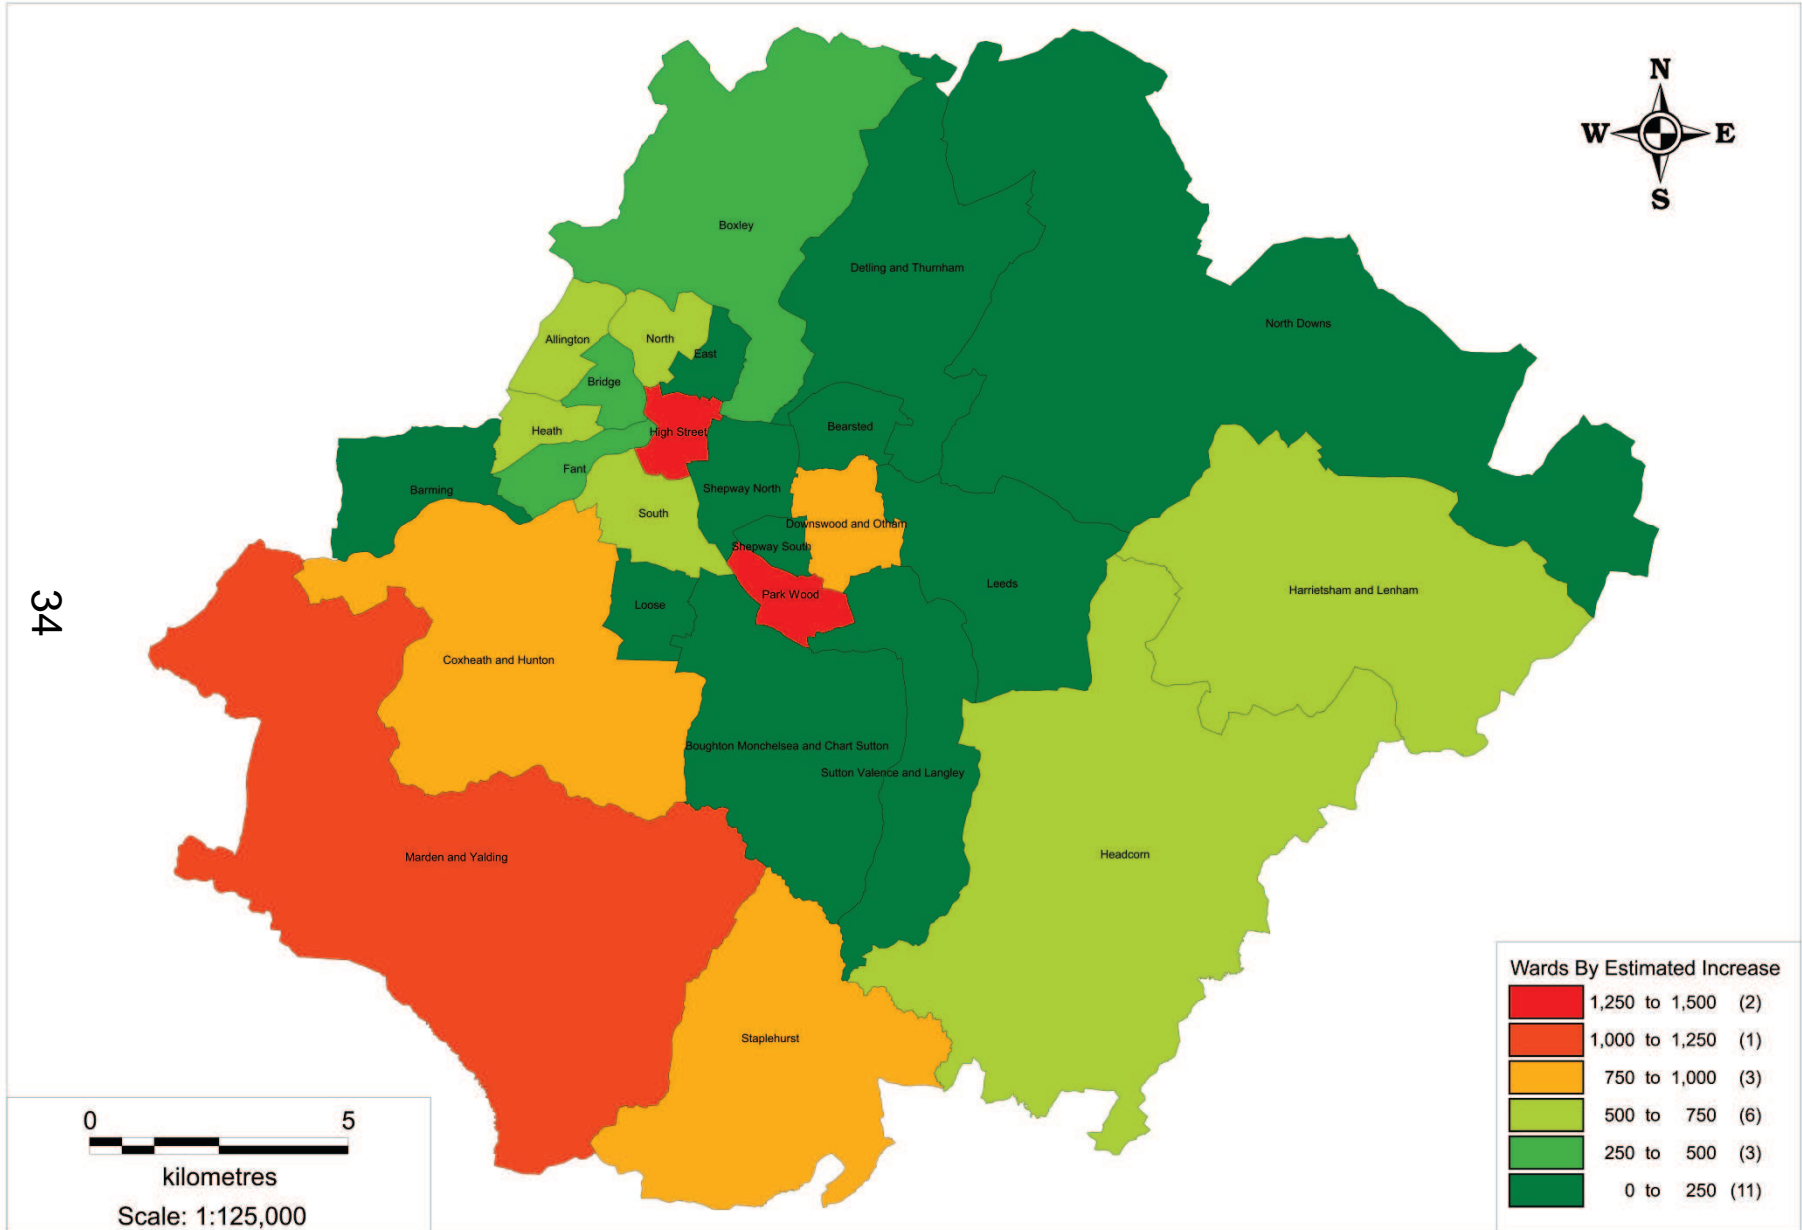 N
W E
S
Boxley
Detling and Thurnham
North Downs
Allington
North
East
Bridge
Bearsted
Heath
High Street
Fant
Barming
Shepway North
South
Downswood and Otham
Shepway South
Leeds
Harrietsham and Lenham
Park Wood
Loose
34
Coxheath and Hunton
Boughton Monchelsea and Chart Sutton
Sutton Valence and Langley
Marden and Yalding
Headcorn
Staplehurst
Wards By Estimated Increase
1,250 to 1,500 (2)
1,000 to 1,250 (1)
750 to 1,000 (3)
500 to 750 (6)
250 to 500 (3)
0 to 250 (11)
0 5
kilometres
Scale: 1:125,000